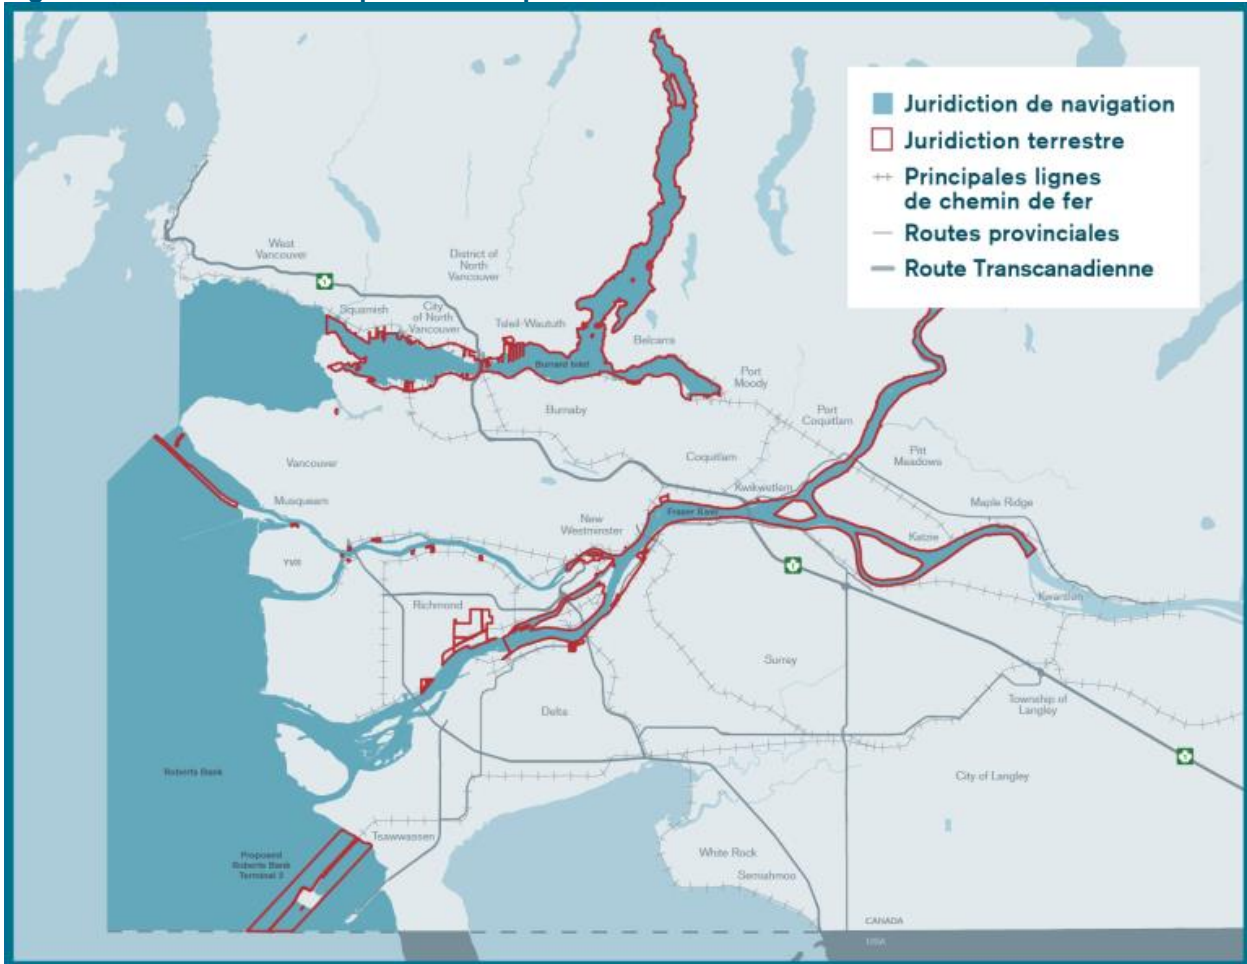 Juridiction de navigation
Juridiction terrestre
Principales lignes
de chemin de fer
Routes provinciales
Route Transcanadienne
West
Vancouver
District of
North
Vancouver
1
Squamish
City
of North
Vancouver
Tsleil-Waututh
Belcarra
Burrard Inlet
Port
Moody
Burnaby
Port
Coquitlam
Coquitlam
Pitt
Meadows
Vancouver
Kwikwetlem
Maple Ridge
Musqueam
New
Westminster
Fraser River
Katzie
YVR
1
Kwantlen
Richmond
Surrey
Township of
Langley
Delta
1
Roberts Bank
City of Langley
Tsawwassen
Proposed
Roberts Bank
Terminal 2
White Rock
Semiahmoo
CANADA
USA